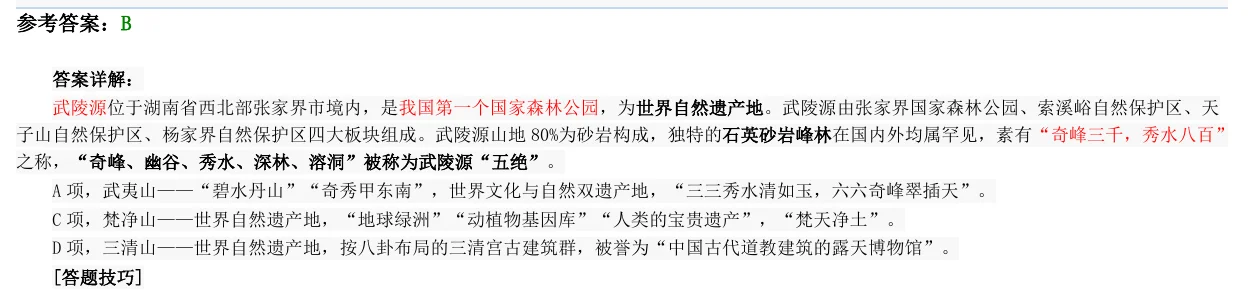 参考答案：B
答案详解：
武陵源位于湖南省西北部张家界市境内，是我国第一个国家森林公园，为世界自然遗产地。武陵源由张家界国家森林公园、索溪峪自然保护区、天
子山自然保护区、杨家界自然保护区四大板块组成。武陵源山地 80%为砂岩构成，独特的石英砂岩峰林在国内外均属罕见，素有“奇峰三千，秀水八百”
之称，“奇峰、幽谷、秀水、深林、溶洞”被称为武陵源“五绝”。
A 项，武夷山——“碧水丹山”“奇秀甲东南”，世界文化与自然双遗产地，“三三秀水清如玉，六六奇峰翠插天”。
C 项，梵净山——世界自然遗产地，“地球绿洲”“动植物基因库”“人类的宝贵遗产”，“梵天净土”。
D 项，三清山——世界自然遗产地，按八卦布局的三清宫古建筑群，被誉为“中国古代道教建筑的露天博物馆”。
[答题技巧]